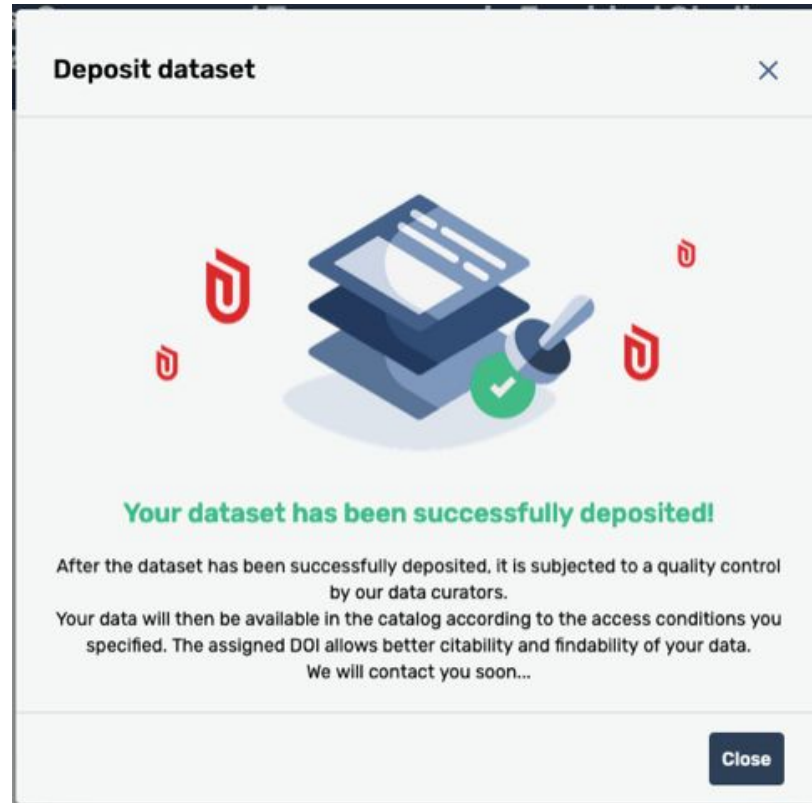 Deposit dataset
Your dataset has been successfully deposited!
After the dataset has been successfully deposited, it is subjected to a quality control
by our data curators.
Your data will then be available in the catalog according to the access conditions you
specified. The assigned DOI allows better citability and findability of your data.
We will contact you soon...
Close